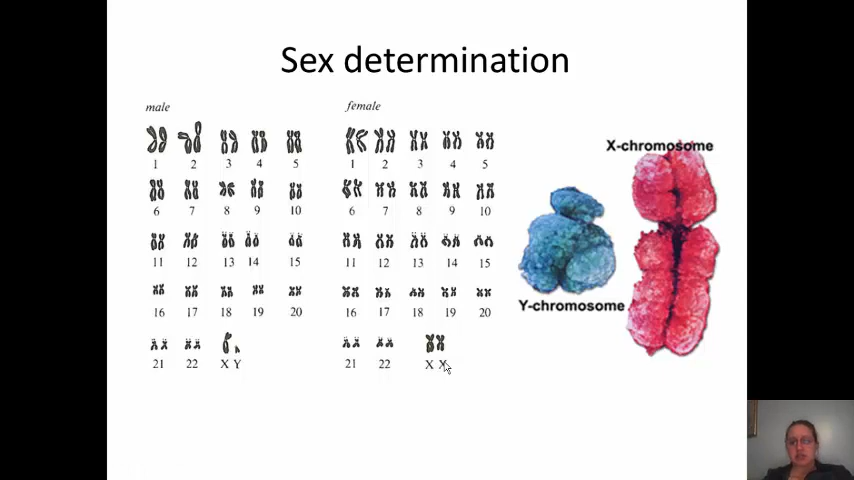 Sex determination
male
1 2 3 4 5
6 7 8 9 10
11 12 13 14 15
16 17 18 19 20
21 22 X Y
female
1 2 3 4 5
6 7 8 9 10
11 12 13 14 15
16 17 18 19 20
21 22 X X
X-chromosome
Y-chromosome